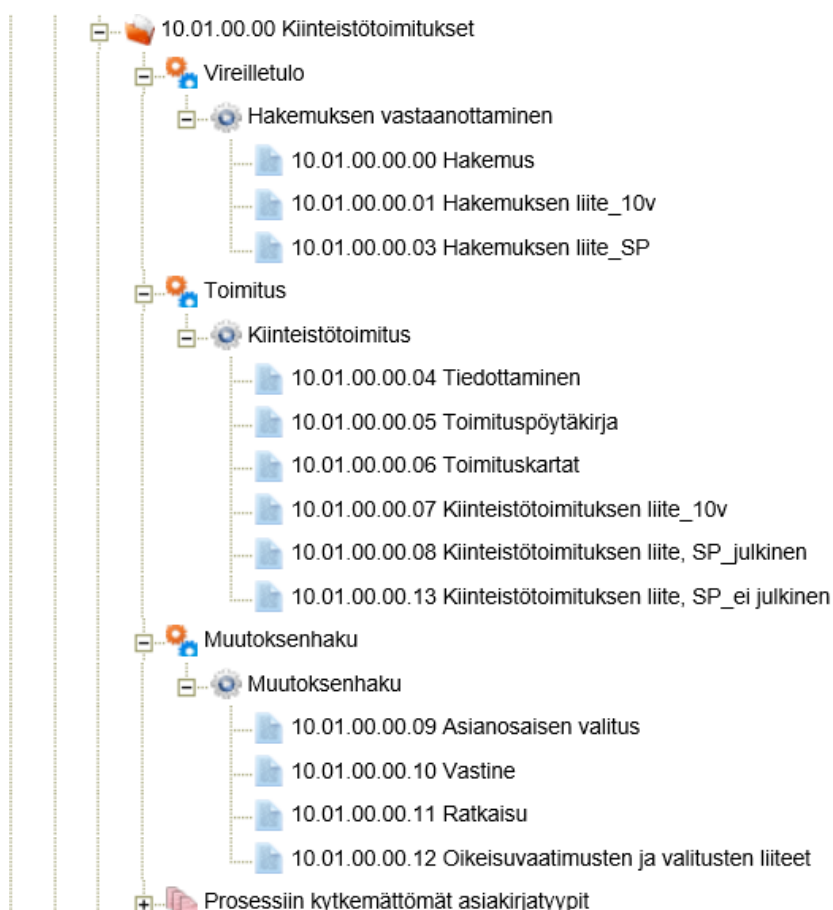 10.01.00.00 Kiinteistötoimitukset
Vireilletulo
Hakemuksen vastaanottaminen
10.01.00.00.00 Hakemus
10.01.00.00.01 Hakemuksen liite_10v
10.01.00.00.03 Hakemuksen liite_SP
Toimitus
Kiinteistötoimitus
10.01.00.00.04 Tiedottaminen
10.01.00.00.05 Toimituspöytäkirja
10.01.00.00.06 Toimituskartat
10.01.00.00.07 Kiinteistötoimituksen liite_10v
10.01.00.00.08 Kiinteistötoimituksen liite, SP_julkinen
10.01.00.00.13 Kiinteistötoimituksen liite, SP_ei julkinen
Muutoksenhaku
Muutoksenhaku
10.01.00.00.09 Asianosaisen valitus
10.01.00.00.10 Vastine
10.01.00.00.11 Ratkaisu
10.01.00.00.12 Oikeisuvaatimusten ja valitusten liiteet
Prosessiin kytkemättömät asiakirjatyypit